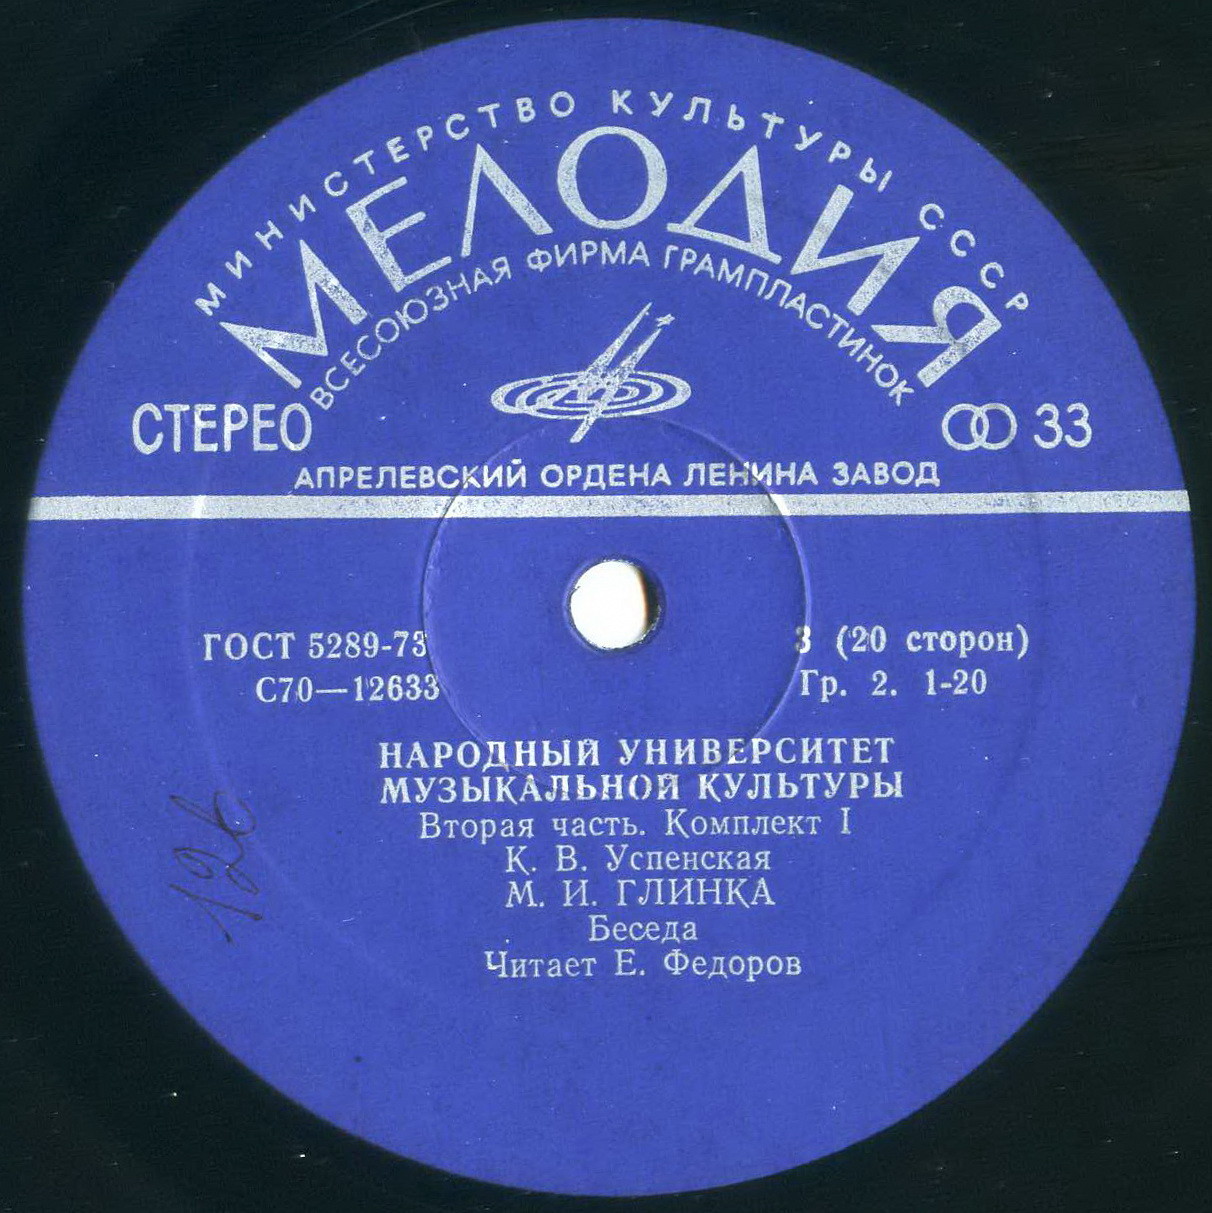 МИНИСТЕРСТВО КУЛЬТУРЫ СССР
МЕЛОДИЯ
ВСЕСОЮЗНАЯ ФИРМА ГРАМПЛАСТИНОК
СТЕРЕО
33
АПРЕЛЕВСКИЙ ОРДЕНА ЛЕНИНА ЗАВОД
ГОСТ 5289-73
3 (20 сторон)
С70—12633
Гр. 2. 1-20
НАРОДНЫЙ УНИВЕРСИТЕТ
МУЗЫКАЛЬНОЙ КУЛЬТУРЫ
Вторая часть. Комплект I
К. В. Успенская
М. И. ГЛИНКА
Беседа
Читает Е. Федоров